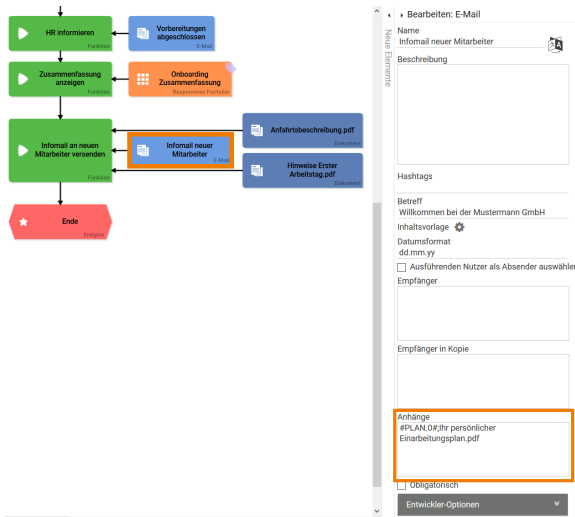 HR informieren
Funktion
Vorbereitungen
abgeschlossen
E-Mail
Zusammenfassung
anzeigen
Funktion
Onboarding
Zusammenfassung
Responsives Formular
Infomail an neuen
Mitarbeiter versenden
Funktion
Infomail neuer
Mitarbeiter
E-Mail
Anfahrtsbeschreibung.pdf
Dokument
Hinweise Erster
Arbeitstag.pdf
Dokument
Ende
Ereignis
Neue Elemente
Bearbeiten: E-Mail
Name
Infomail neuer Mitarbeiter
Beschreibung
Hashtags
Betreff
Willkommen bei der Mustermann GmbH
Inhaltsvorlage
Datumsformat
dd.mm.yy
Ausführenden Nutzer als Absender auswähle
Empfänger
Empfänger in Kopie
Anhänge
#PLAN.0#;Ihr persönlicher
Einarbeitungsplan.pdf
Obligatorisch
Entwickler-Optionen